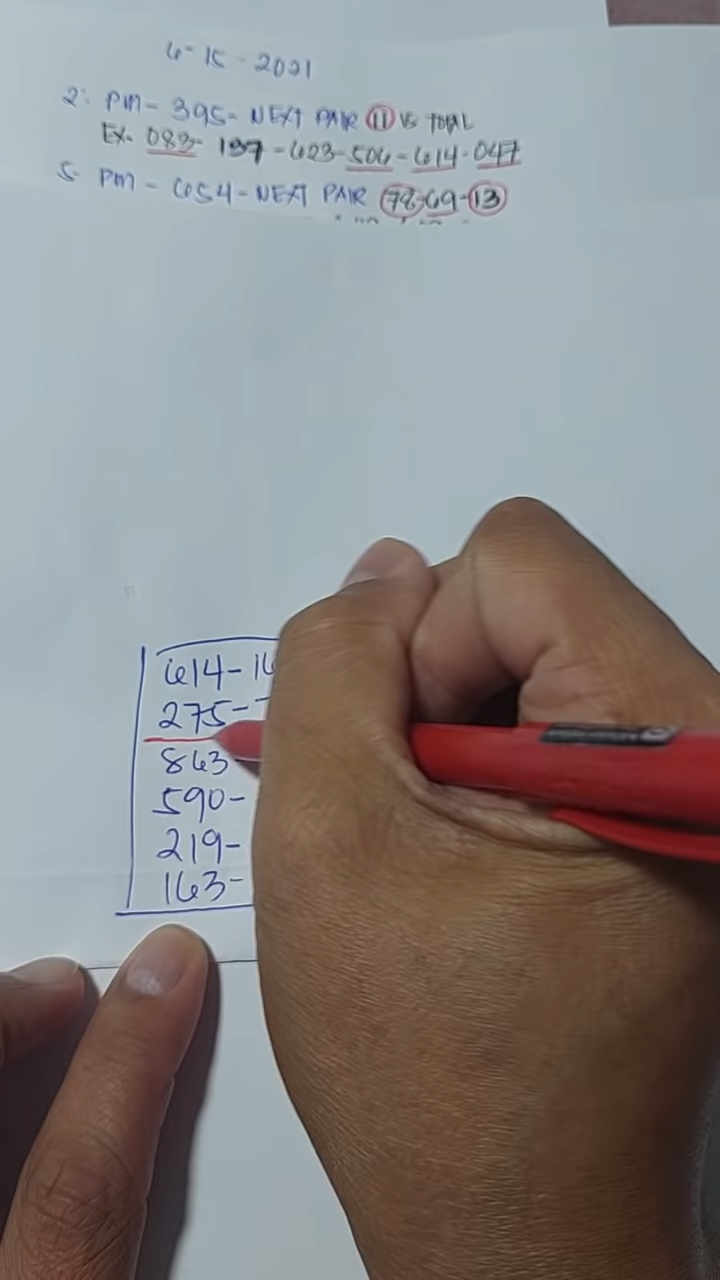 6-15-2021
2: PM- 395- NEXT PAIR 11 VS TOTAL
EX- 083- 137-623-506-614-047
5 PM- 654-NEXT PAIR 78-69-13
614-16
275-
863
590-
219-
163-